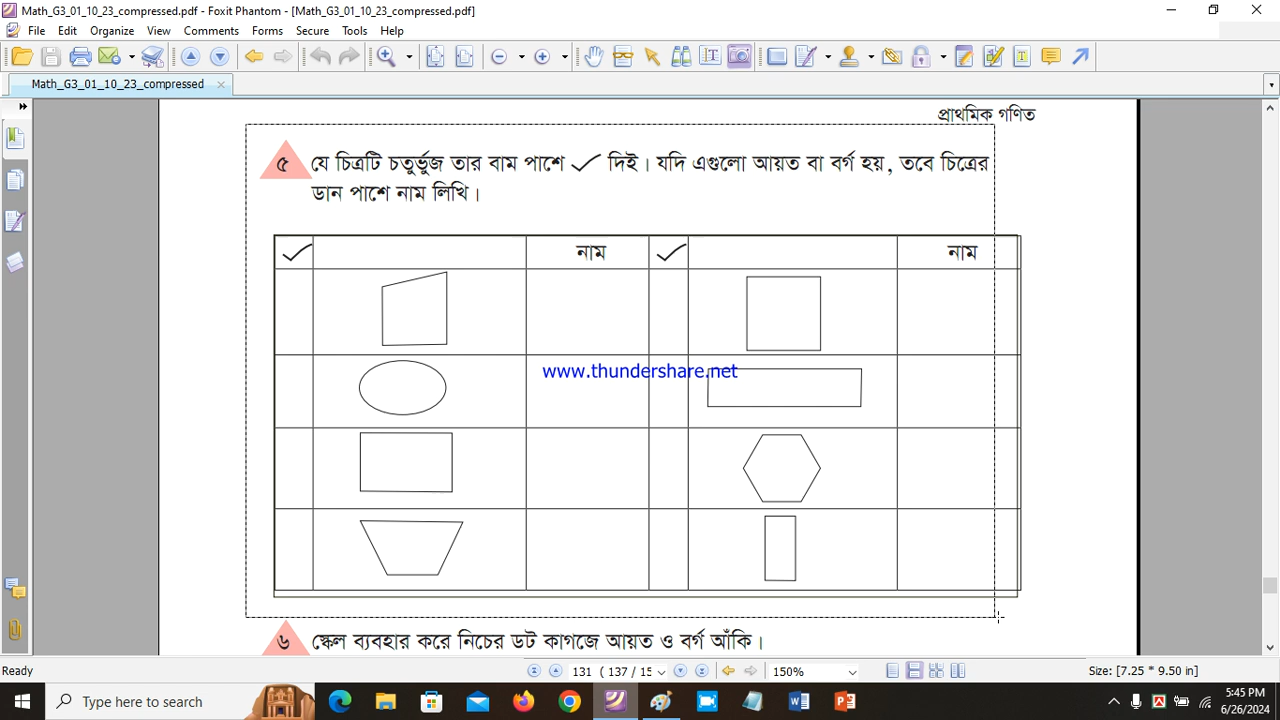 Math_G3_01_10_23_compressed.pdf - Foxit Phantom - [Math_G3_01_10_23_compressed.pdf]
File Edit Organize View Comments Forms Secure Tools Help
Math_G3_01_10_23_compressed
প্রাথমিক গণিত
৫ যে চিত্রটি চতুর্ভুজ তার বাম পাশে ✓ দিই। যদি এগুলো আয়ত বা বর্গ হয়, তবে চিত্রের
ডান পাশে নাম লিখি।
✓ নাম ✓ নাম
www.thundershare.net
৬ স্কেল ব্যবহার করে নিচের ডট কাগজে আয়ত ও বর্গ আঁকি।
Ready 131 ( 137 / 15 150% Size: [7.25 * 9.50 in]
Type here to search
5:45 PM
6/26/2024